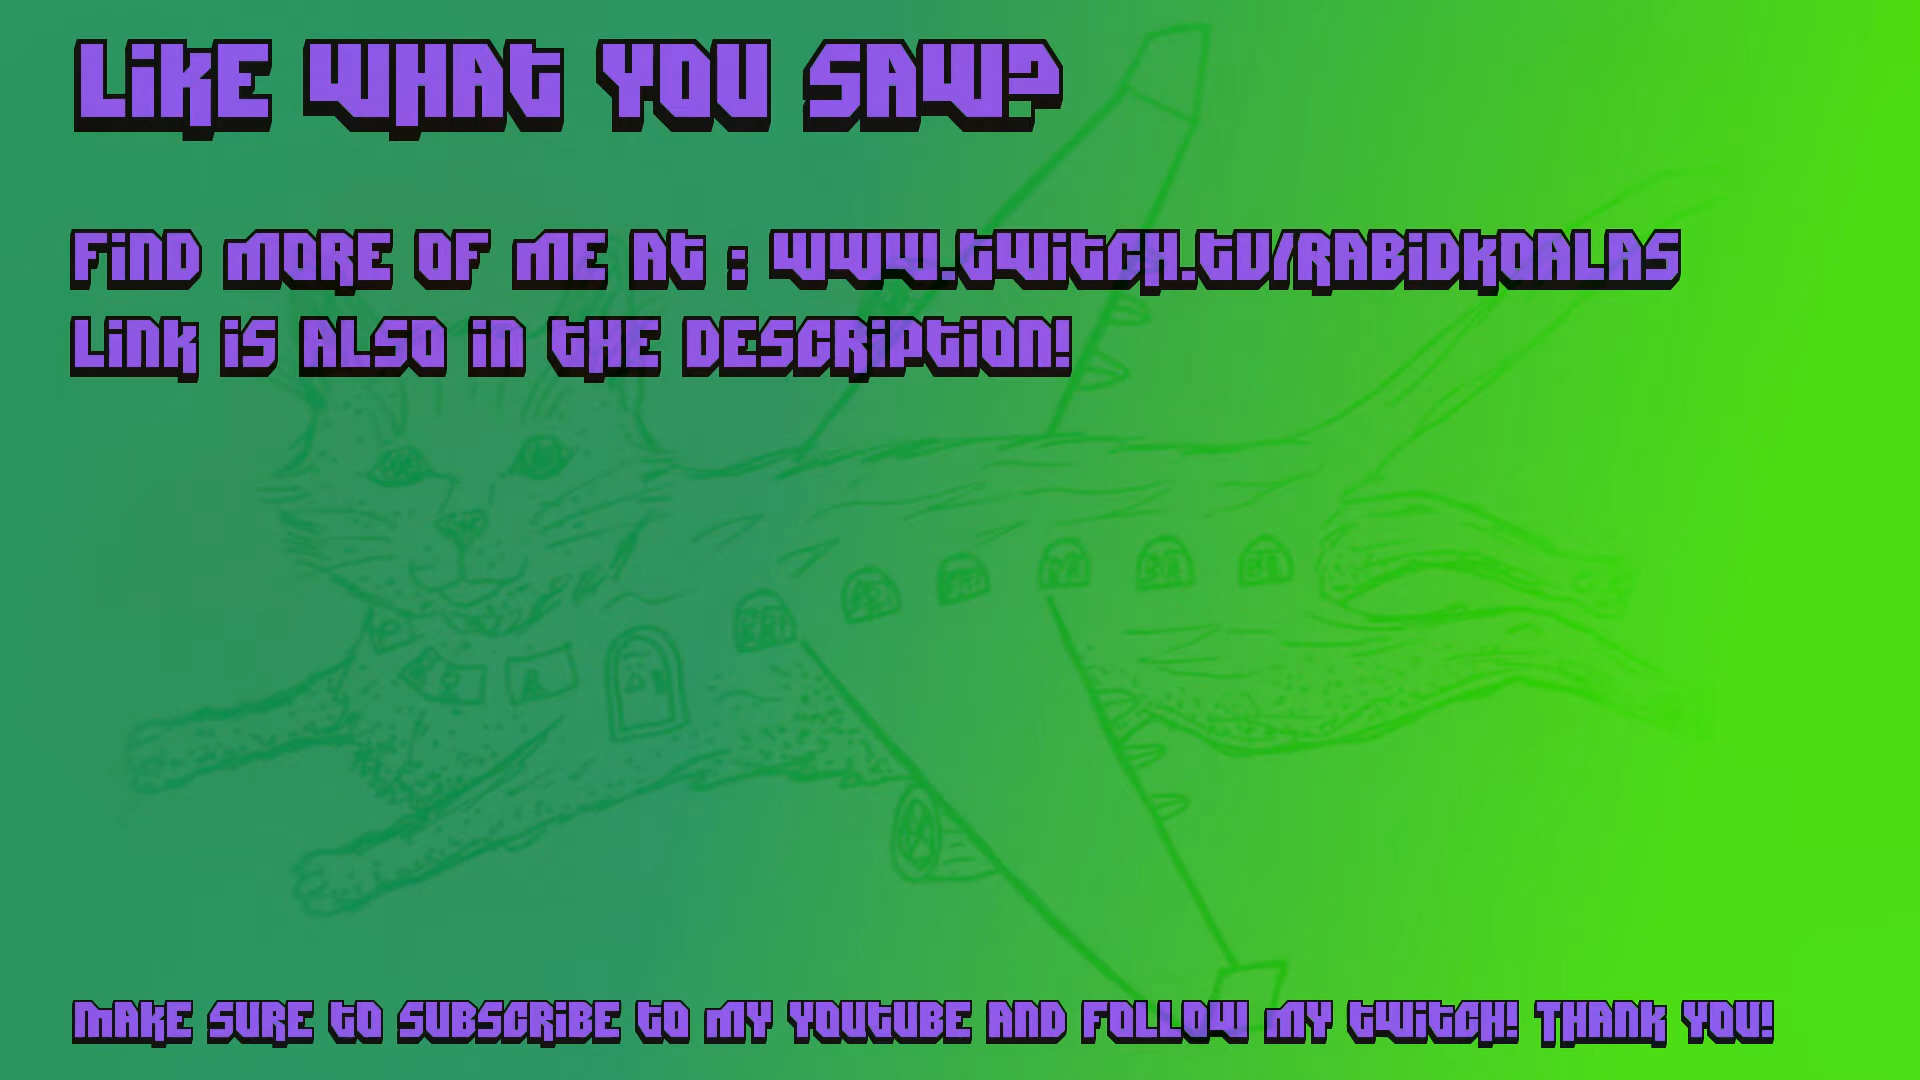 LiKE WHAT YOU SAW?
FiND MORE OF ME AT : WWW.TWiTCH.TV/RABiDKOALAS
LiNK iS ALSO iN THE DESCRiPTiON!
MAKE SURE TO SUBSCRiBE TO MY YOUTUBE AND FOLLOW MY TWiTCH! THANK YOU!